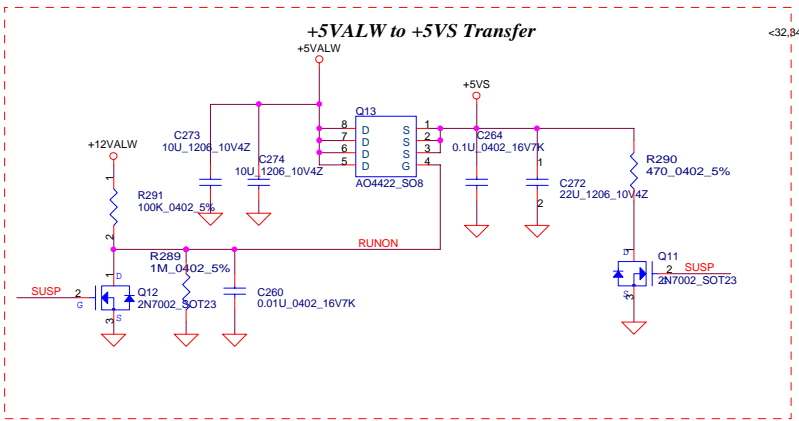 +5VALW to +5VS Transfer
<32,34
+5VALW
+5VS
Q13
+12VALW
C273
10U_1206_10V4Z
8 D S 1
7 D S 2
6 D S 3
5 D G 4
C264
0.1U_0402_16V7K
C274
10U_1206_10V4Z
1
R290
470_0402_5%
AO4422_SO8
C272
22U_1206_10V4Z
1
R291
100K_0402_5%
2
2
RUNON
R289
1M_0402_5%
1
D
Q11
SUSP
2
G
2N7002_SOT23
S
3
1
D
SUSP
2
G
Q12
2N7002_SOT23
S
3
C260
0.01U_0402_16V7K